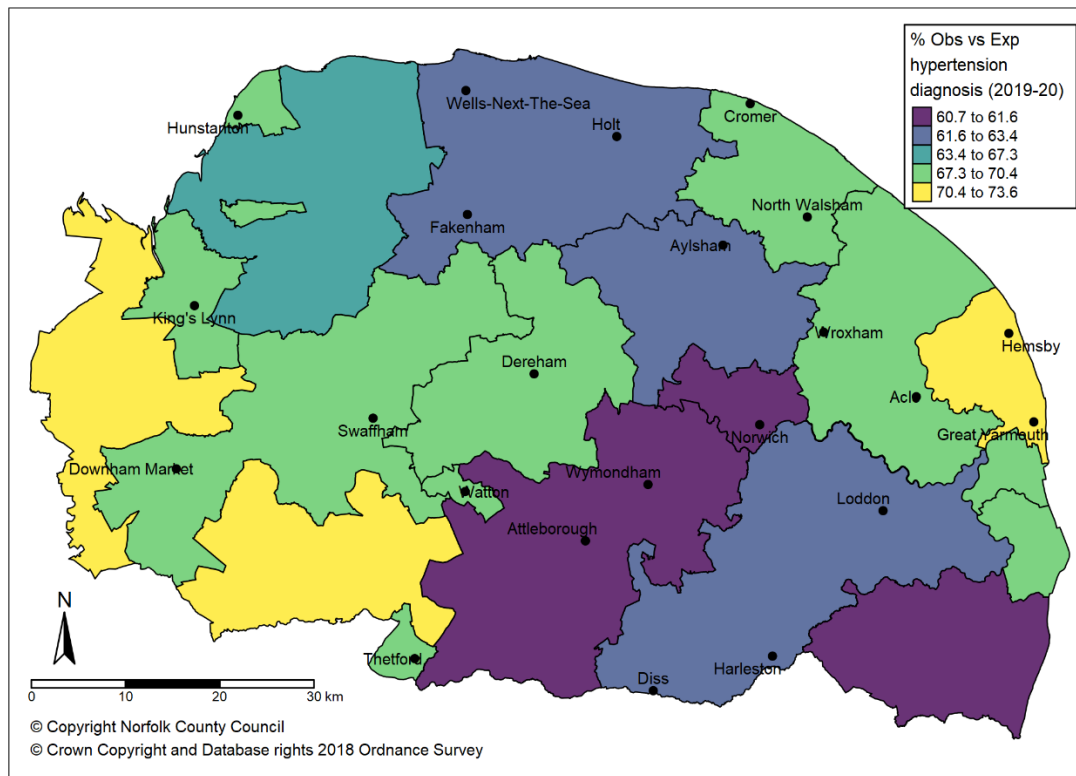 % Obs vs Exp
hypertension
diagnosis (2019-20)
60.7 to 61.6
61.6 to 63.4
63.4 to 67.3
67.3 to 70.4
70.4 to 73.6
Wells-Next-The-Sea
Cromer
Hunstanton
Holt
North Walsham
Fakenham
Aylsham
King's Lynn
Wroxham
Hemsby
Dereham
Acle
Swaffham
Norwich
Great Yarmouth
Downham Market
Wymondham
Watton
Loddon
Attleborough
N
Thetford
Harleston
Diss
0 10 20 30 km
© Copyright Norfolk County Council
© Crown Copyright and Database rights 2018 Ordnance Survey